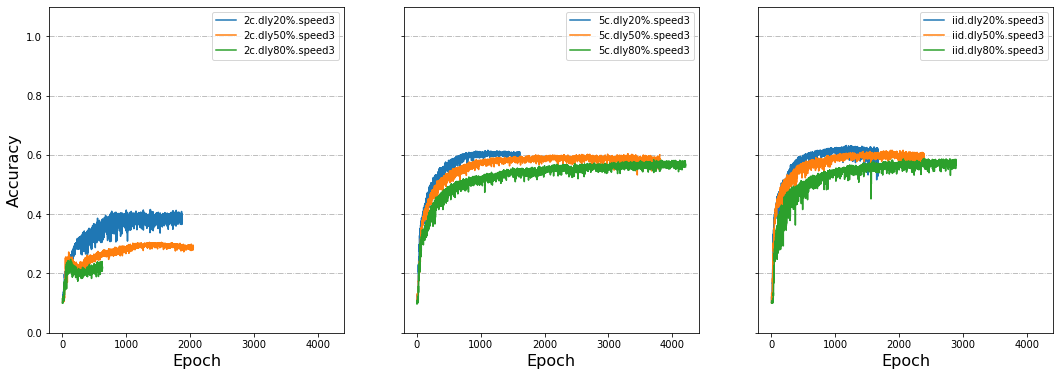 2c.dly20%.speed3
2c.dly50%.speed3
2c.dly80%.speed3
5c.dly20%.speed3
5c.dly50%.speed3
5c.dly80%.speed3
iid.dly20%.speed3
iid.dly50%.speed3
iid.dly80%.speed3
1.0
0.8
0.6
0.4
0.2
0.0
Accuracy
0 1000 2000 3000 4000
0 1000 2000 3000 4000
0 1000 2000 3000 4000
Epoch
Epoch
Epoch